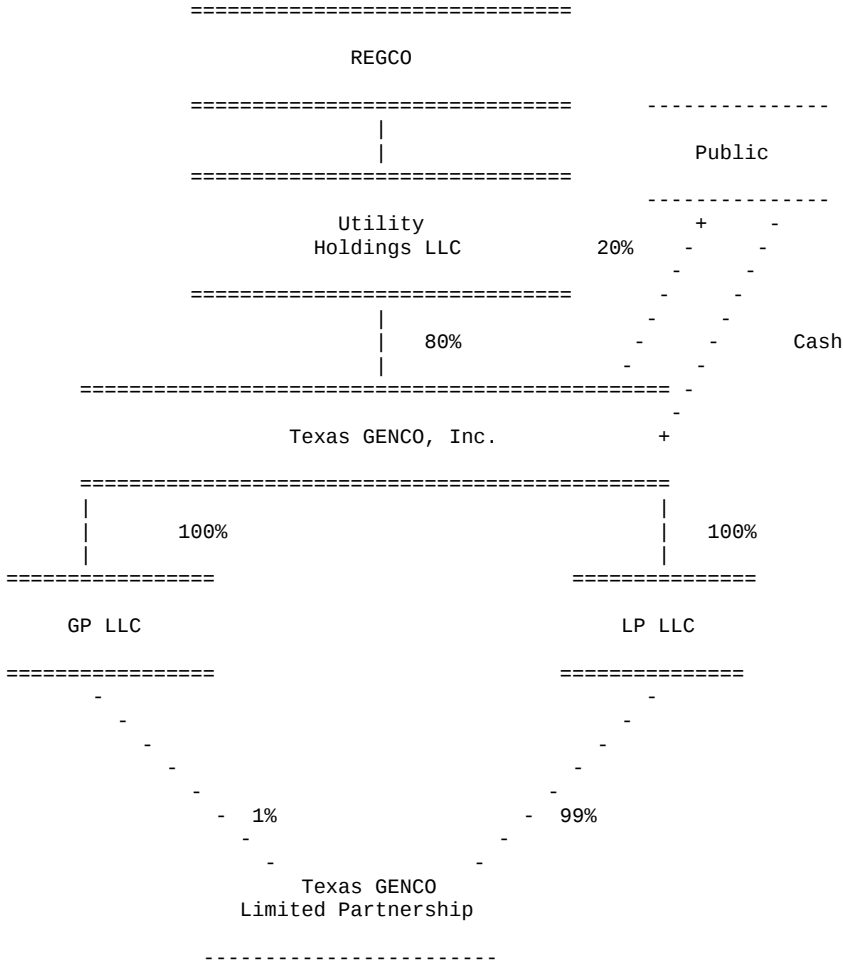 REGCO
Public
Utility
Holdings LLC 20%
80% Cash
Texas GENCO, Inc.
100% 100%
GP LLC LP LLC
1% 99%
Texas GENCO
Limited Partnership